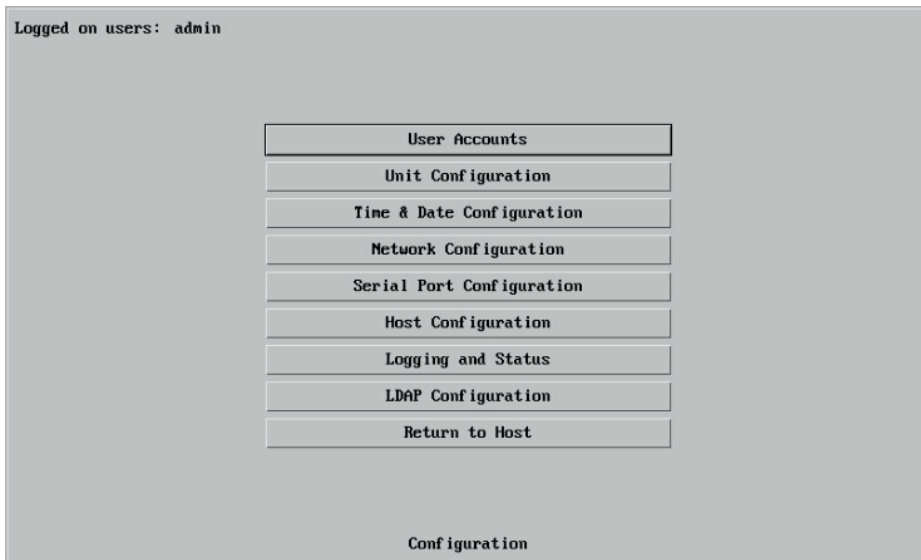 Logged on users: admin
User Accounts
Unit Configuration
Time & Date Configuration
Network Configuration
Serial Port Configuration
Host Configuration
Logging and Status
LDAP Configuration
Return to Host
Configuration